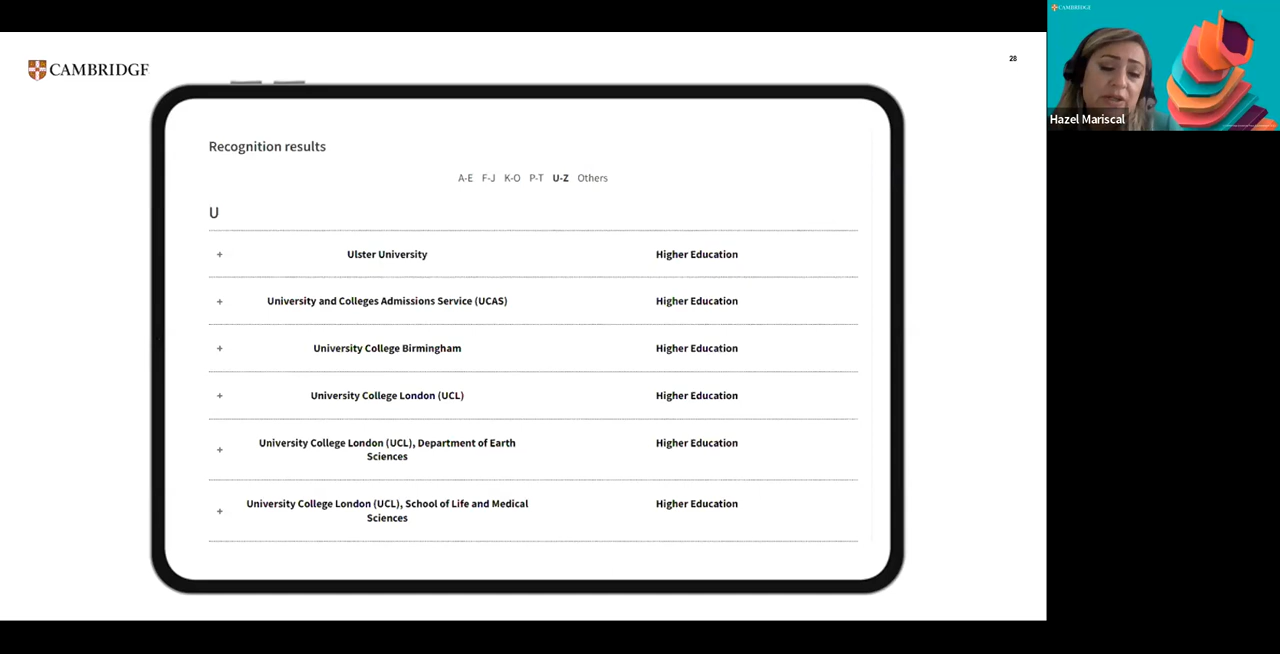 CAMBRIDGE
28
CAMBRIDGE
Hazel Mariscal
Recognition results
A-E F-J K-O P-T U-Z Others
U
+ Ulster University Higher Education
+ University and Colleges Admissions Service (UCAS) Higher Education
+ University College Birmingham Higher Education
+ University College London (UCL) Higher Education
+ University College London (UCL), Department of Earth Higher Education
Sciences
+ University College London (UCL), School of Life and Medical Higher Education
Sciences